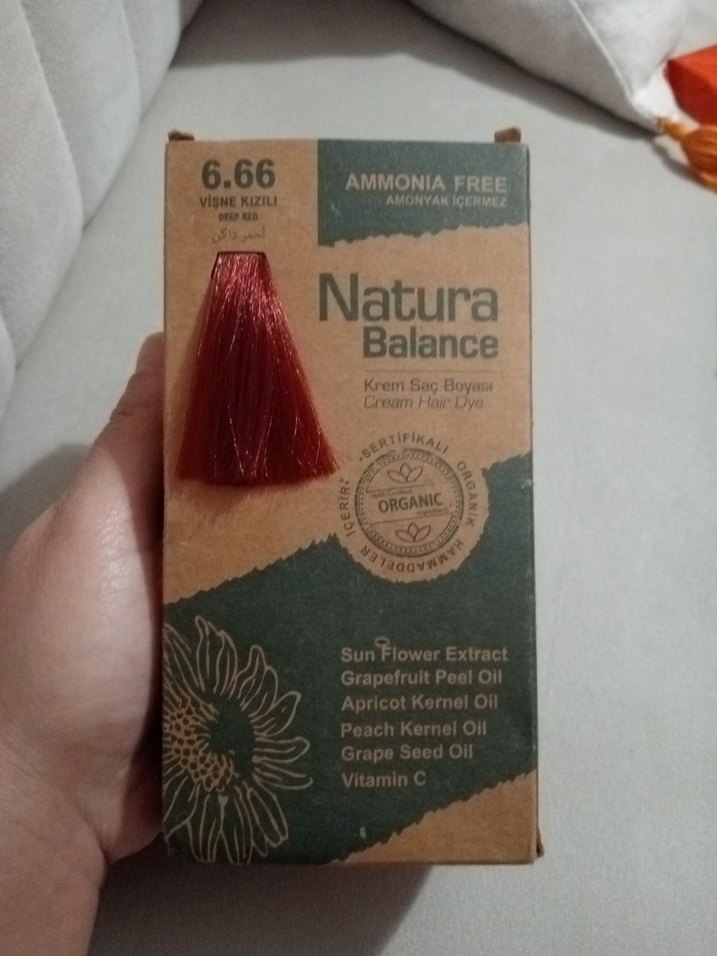 6.66
VİŞNE KIZILI
DEEP RED
أحمر داكن
AMMONIA FREE
AMONYAK İÇERMEZ
Natura
Balance
Krem Saç Boyası
Cream Hair Dye
SERTİFİKALI ORGANİK HAMMADDELER İÇERİR
ORGANIC
Sun Flower Extract
Grapefruit Peel Oil
Apricot Kernel Oil
Peach Kernel Oil
Grape Seed Oil
Vitamin C